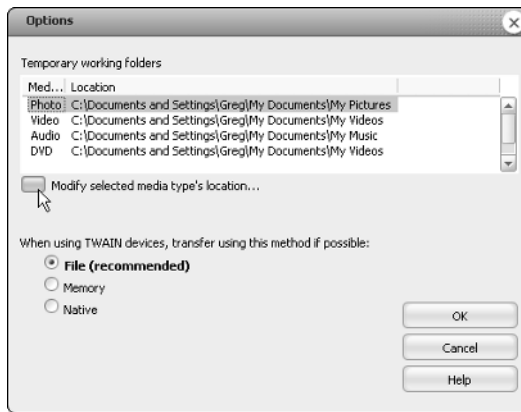 Options
Temporary working folders
Med... Location
Photo C:\Documents and Settings\Greg\My Documents\My Pictures
Video C:\Documents and Settings\Greg\My Documents\My Videos
Audio C:\Documents and Settings\Greg\My Documents\My Music
DVD C:\Documents and Settings\Greg\My Documents\My Videos
Modify selected media type's location...
When using TWAIN devices, transfer using this method if possible:
File (recommended)
Memory
Native
OK
Cancel
Help